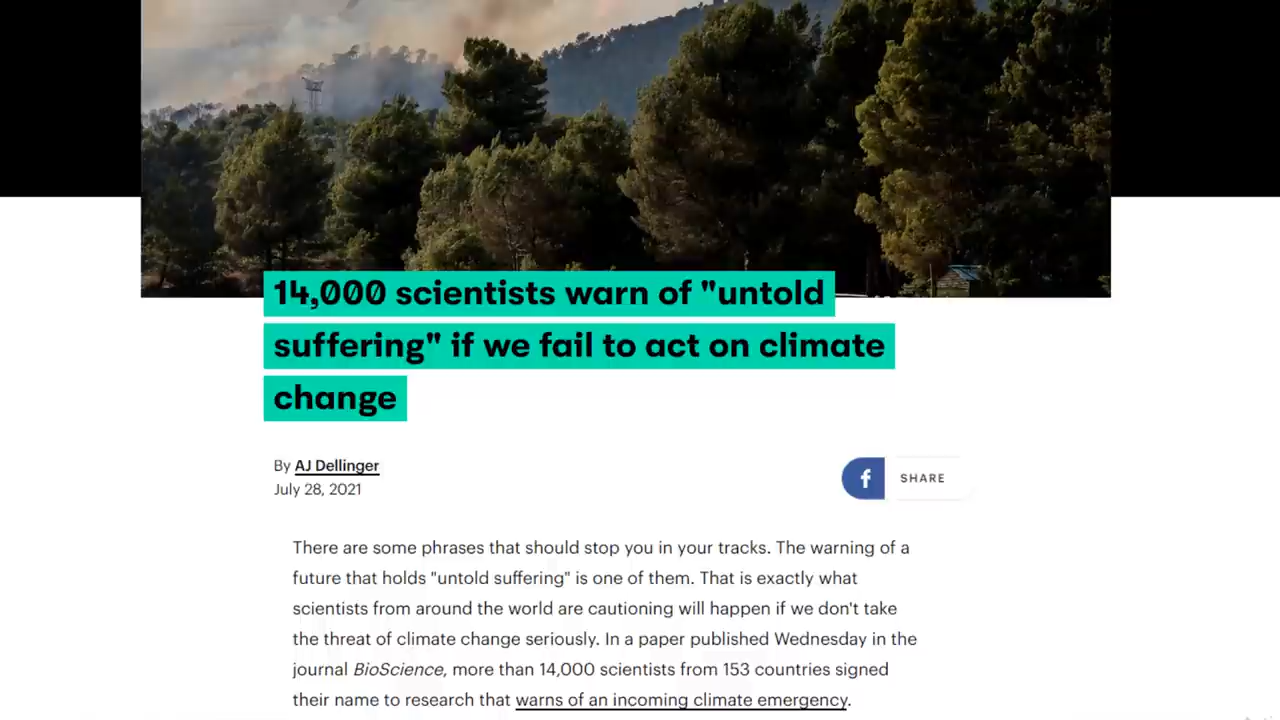 14,000 scientists warn of "untold
suffering" if we fail to act on climate
change
By AJ Dellinger
July 28, 2021
f SHARE
There are some phrases that should stop you in your tracks. The warning of a
future that holds "untold suffering" is one of them. That is exactly what
scientists from around the world are cautioning will happen if we don't take
the threat of climate change seriously. In a paper published Wednesday in the
journal BioScience, more than 14,000 scientists from 153 countries signed
their name to research that warns of an incoming climate emergency.